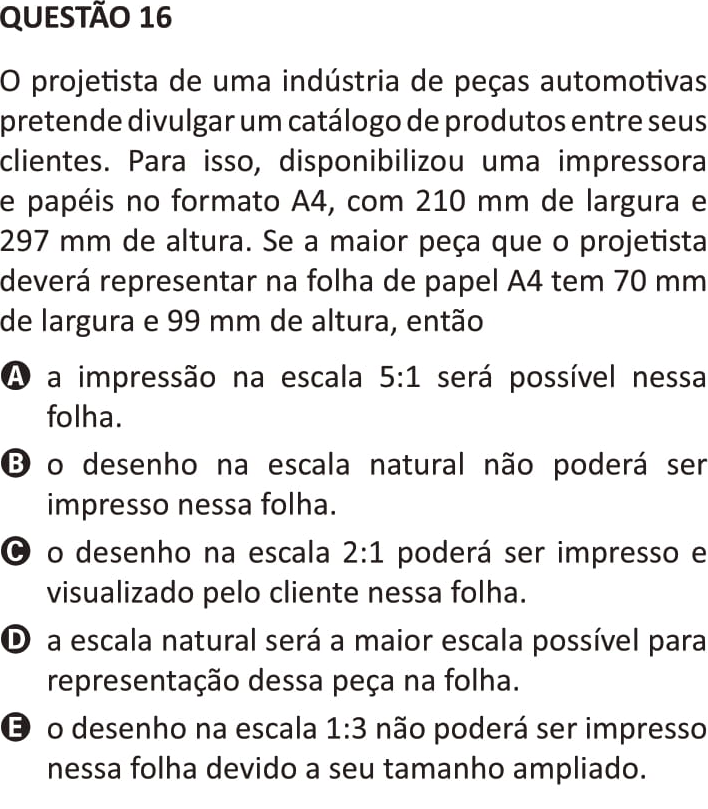 QUESTÃO 16
O projetista de uma indústria de peças automotivas
pretende divulgar um catálogo de produtos entre seus
clientes. Para isso, disponibilizou uma impressora
e papéis no formato A4, com 210 mm de largura e
297 mm de altura. Se a maior peça que o projetista
deverá representar na folha de papel A4 tem 70 mm
de largura e 99 mm de altura, então
A a impressão na escala 5:1 será possível nessa
folha.
B o desenho na escala natural não poderá ser
impresso nessa folha.
C o desenho na escala 2:1 poderá ser impresso e
visualizado pelo cliente nessa folha.
D a escala natural será a maior escala possível para
representação dessa peça na folha.
E o desenho na escala 1:3 não poderá ser impresso
nessa folha devido a seu tamanho ampliado.